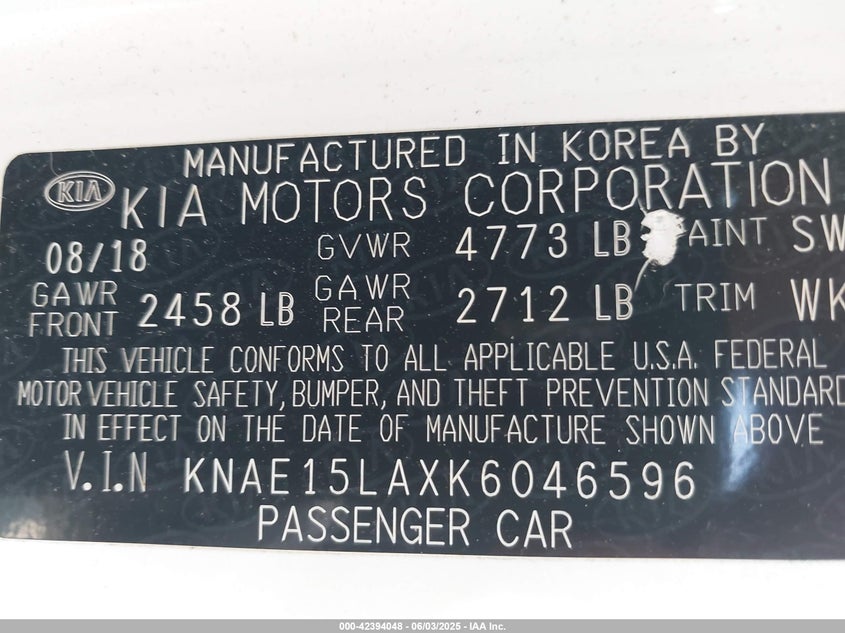 MANUFACTURED IN KOREA BY
KIA KIA MOTORS CORPORATION
08/18 GVWR 4773 LB AINT SW
GAWR FRONT 2458 LB GAWR REAR 2712 LB TRIM WK
THIS VEHICLE CONFORMS TO ALL APPLICABLE U.S.A. FEDERAL
MOTOR VEHICLE SAFETY, BUMPER, AND THEFT PREVENTION STANDARD
IN EFFECT ON THE DATE OF MANUFACTURE SHOWN ABOVE
V.I.N KNAE15LAXK6046596
PASSENGER CAR
000-42394048 - 06/03/2025 - IAA Inc.